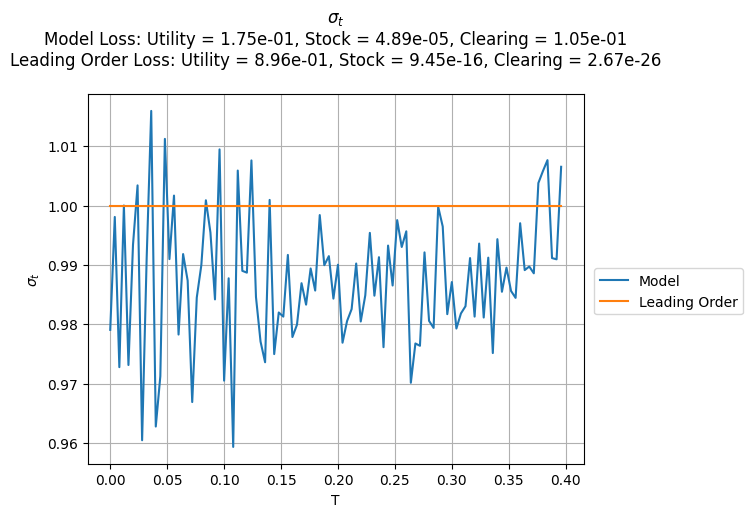 σₜ
Model Loss: Utility = 1.75e-01, Stock = 4.89e-05, Clearing = 1.05e-01
Leading Order Loss: Utility = 8.96e-01, Stock = 9.45e-16, Clearing = 2.67e-26
1.01
1.00
0.99
0.98
0.97
0.96
σₜ
0.00 0.05 0.10 0.15 0.20 0.25 0.30 0.35 0.40
T
Model
Leading Order